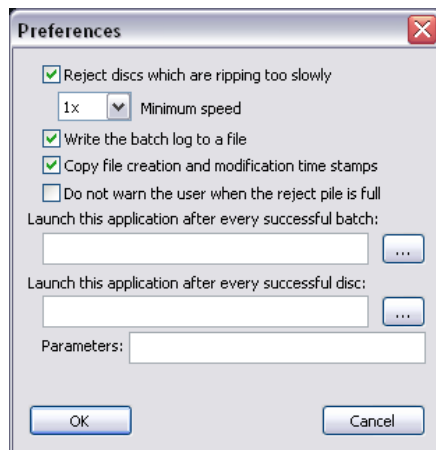 Preferences
Reject discs which are ripping too slowly
1x Minimum speed
Write the batch log to a file
Copy file creation and modification time stamps
Do not warn the user when the reject pile is full
Launch this application after every successful batch:
...
Launch this application after every successful disc:
...
Parameters:
OK Cancel